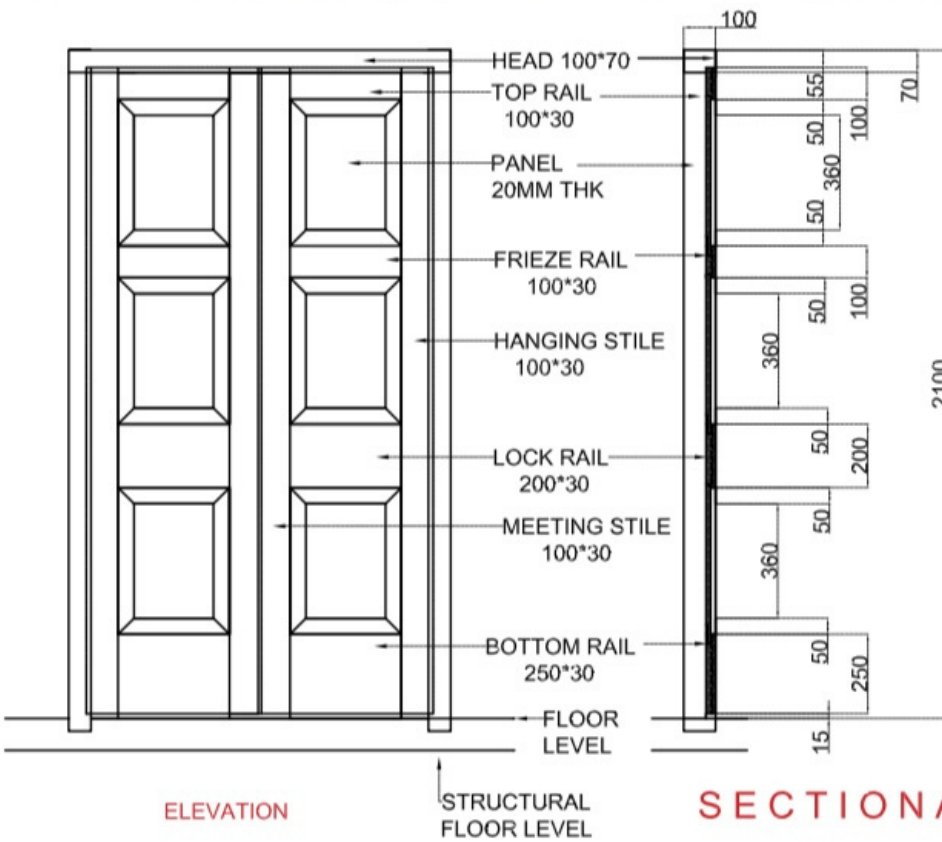 100
HEAD 100*70
TOP RAIL
100*30
PANEL
20MM THK
FRIEZE RAIL
100*30
HANGING STILE
100*30
LOCK RAIL
200*30
MEETING STILE
100*30
BOTTOM RAIL
250*30
FLOOR
LEVEL
STRUCTURAL
FLOOR LEVEL
55
70
100
50
360
50
100
50
360
50
200
50
360
50
250
15
2100
ELEVATION
SECTIONA